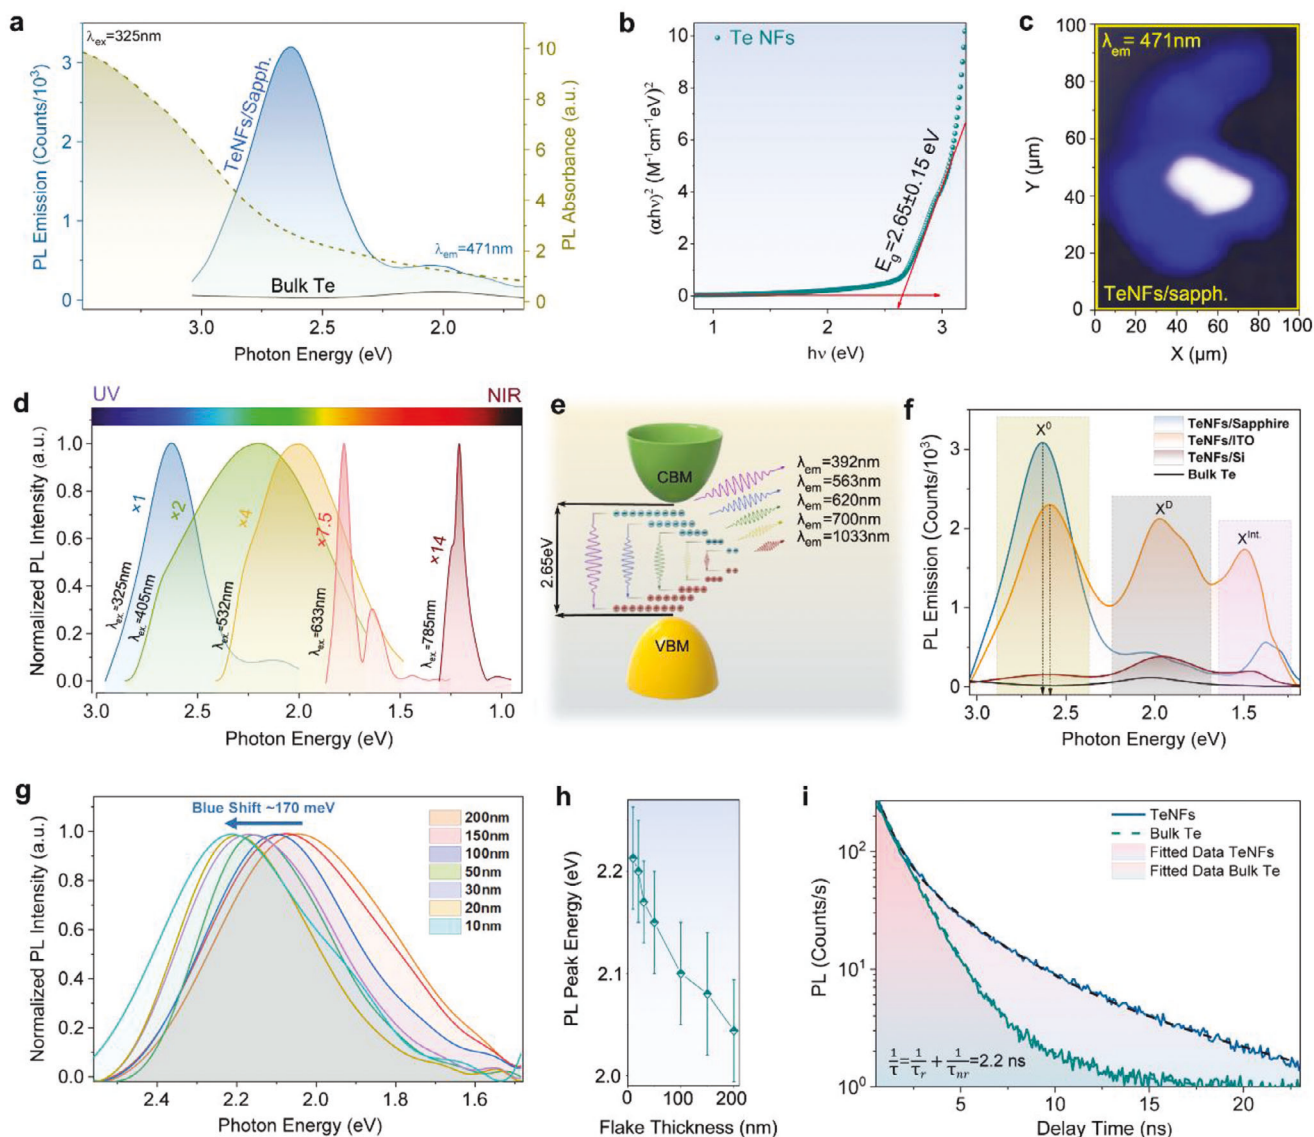 a
λex=325nm
PL Emission (Counts/10³)
3
2
1
0
TeNFs/Sapph.
λem=471nm
Bulk Te
10
8
6
4
2
0
PL Absorbance (a.u.)
3.0 2.5 2.0
Photon Energy (eV)
b
Te NFs
(αhν)² (M⁻¹cm⁻¹eV)²
10
8
6
4
2
0
Eg=2.65±0.15 eV
1 2 3
hν (eV)
c
λem= 471nm
TeNFs/sapph.
Y (µm)
100
80
60
40
20
0
0 20 40 60 80 100
X (µm)
d
UV NIR
Normalized PL Intensity (a.u.)
1.0
0.8
0.6
0.4
0.2
0.0
×1
×2
×4
×7.5
×14
λex.=325nm
λex.=405nm
λex.=532nm
λex.=633nm
λex.=785nm
3.0 2.5 2.0 1.5 1.0
Photon Energy (eV)
e
CBM
λem=392nm
λem=563nm
λem=620nm
λem=700nm
λem=1033nm
2.65eV
VBM
f
PL Emission (Counts/10³)
3
2
1
0
X⁰
X^D
X^Int.
TeNFs/Sapphire
TeNFs/ITO
TeNFs/Si
Bulk Te
3.0 2.5 2.0 1.5
Photon Energy (eV)
g
Blue Shift ~170 meV
Normalized PL Intensity (a.u.)
1.0
0.8
0.6
0.4
0.2
0.0
200nm
150nm
100nm
50nm
30nm
20nm
10nm
2.4 2.2 2.0 1.8 1.6
Photon Energy (eV)
h
PL Peak Energy (eV)
2.2
2.1
2.0
0 100 200
Flake Thickness (nm)
i
PL (Counts/s)
10²
10¹
10⁰
TeNFs
Bulk Te
Fitted Data TeNFs
Fitted Data Bulk Te
1/τ=1/τr + 1/τnr=2.2 ns
5 10 15 20
Delay Time (ns)